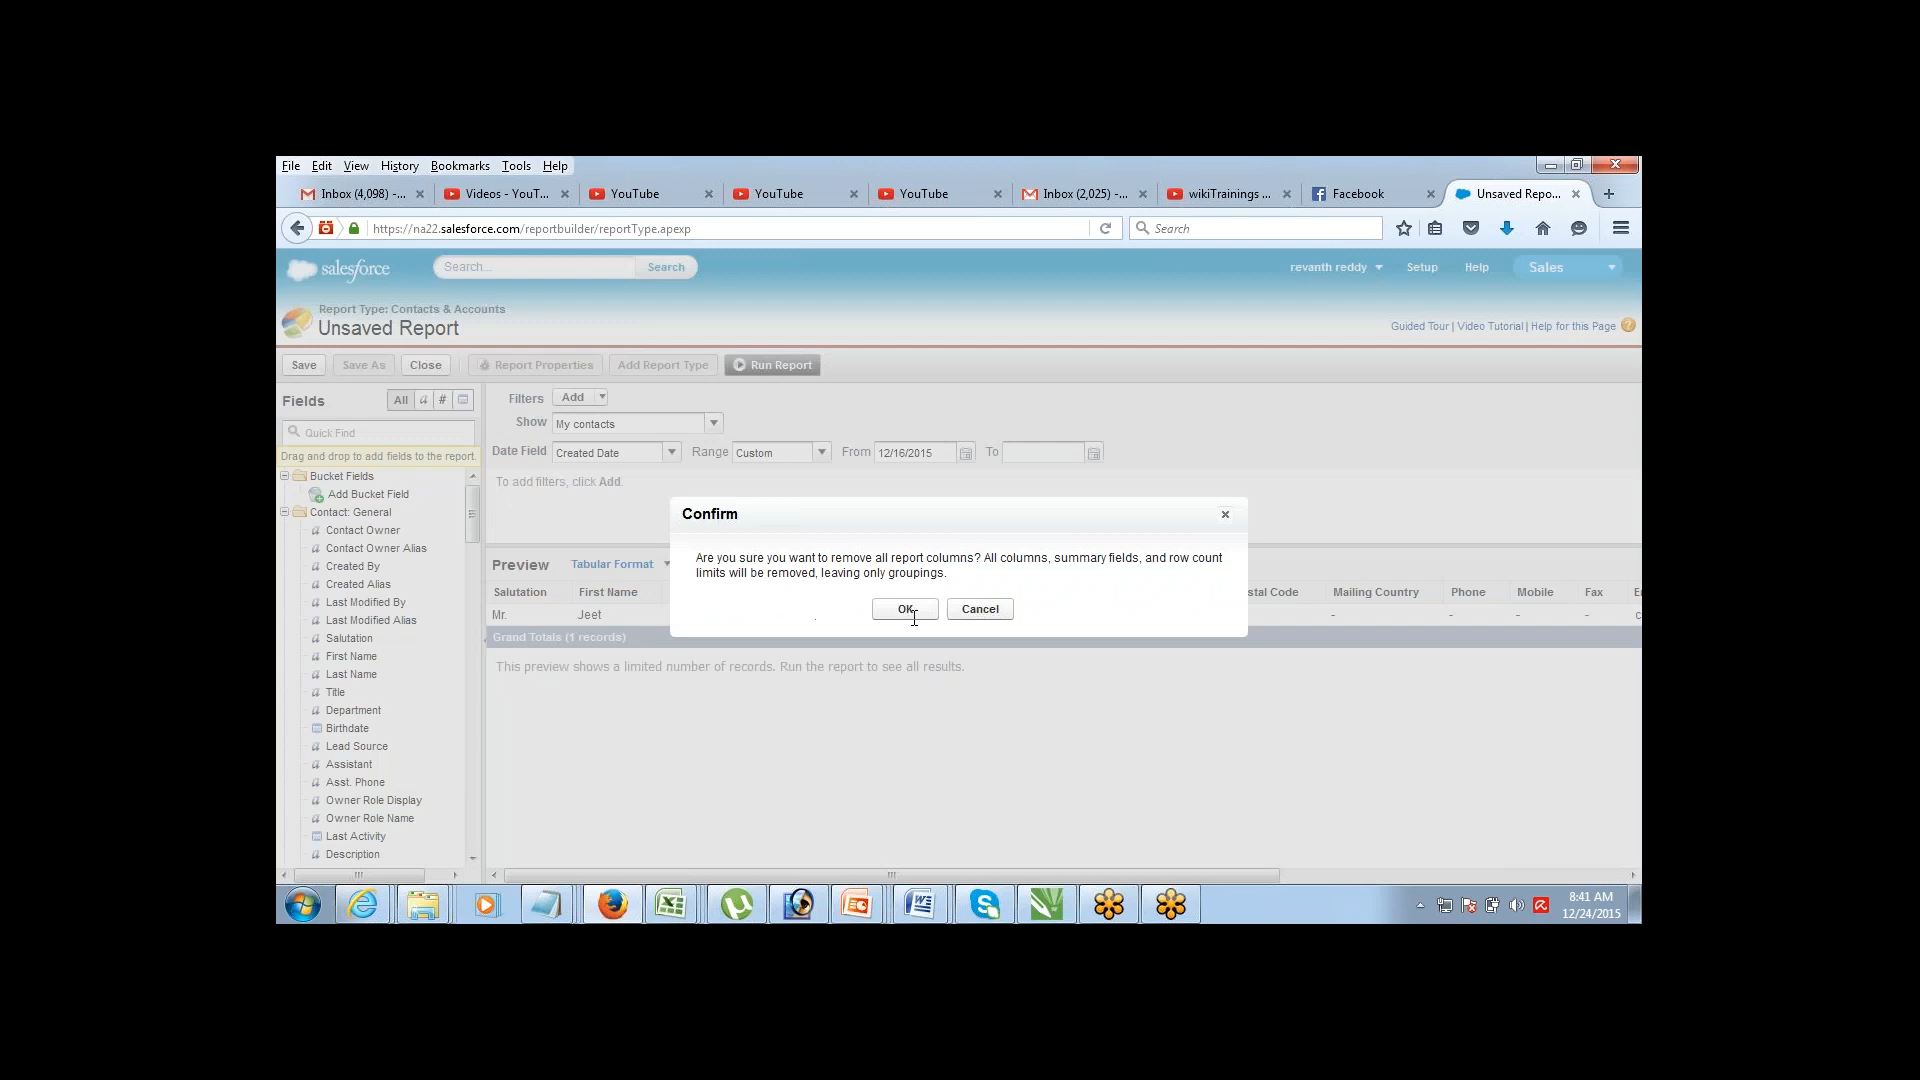 File Edit View History Bookmarks Tools Help
Inbox (4,098) -... Videos - YouT... YouTube YouTube YouTube Inbox (2,025) -... wikiTrainings ... Facebook Unsaved Repo...
https://na22.salesforce.com/reportbuilder/reportType.apexp Search
salesforce Search... Search revanth reddy Setup Help Sales
Report Type: Contacts & Accounts
Unsaved Report
Guided Tour | Video Tutorial | Help for this Page ?
Save Save As Close Report Properties Add Report Type Run Report
Fields All a #
Quick Find
Drag and drop to add fields to the report.
Bucket Fields
Add Bucket Field
Contact: General
Contact Owner
Contact Owner Alias
Created By
Created Alias
Last Modified By
Last Modified Alias
Salutation
First Name
Last Name
Title
Department
Birthdate
Lead Source
Assistant
Asst. Phone
Owner Role Display
Owner Role Name
Last Activity
Description
Filters Add
Show My contacts
Date Field Created Date Range Custom From 12/16/2015 To
To add filters, click Add.
Confirm
Are you sure you want to remove all report columns? All columns, summary fields, and row count
limits will be removed, leaving only groupings.
OK Cancel
Preview Tabular Format
Salutation First Name stal Code Mailing Country Phone Mobile Fax
Mr. Jeet - - - -
Grand Totals (1 records)
This preview shows a limited number of records. Run the report to see all results.
8:41 AM
12/24/2015